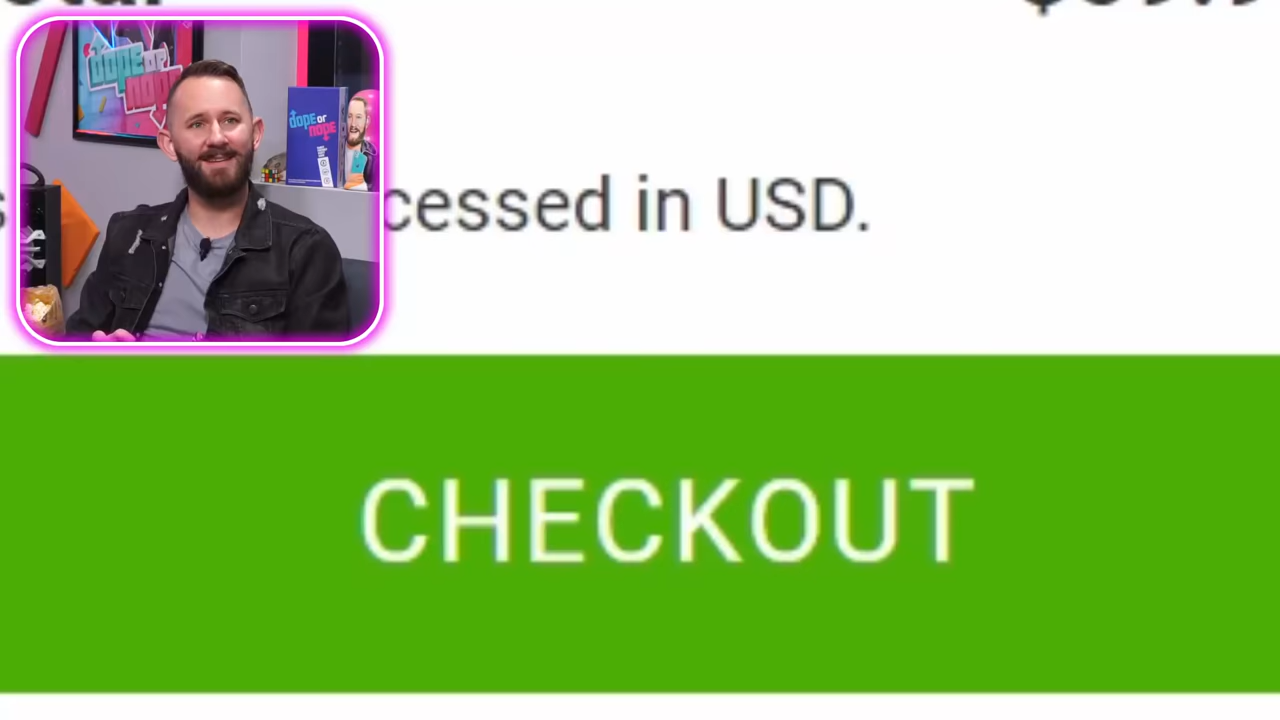 dope or
nope
dope or
nope
cessed in USD.
CHECKOUT